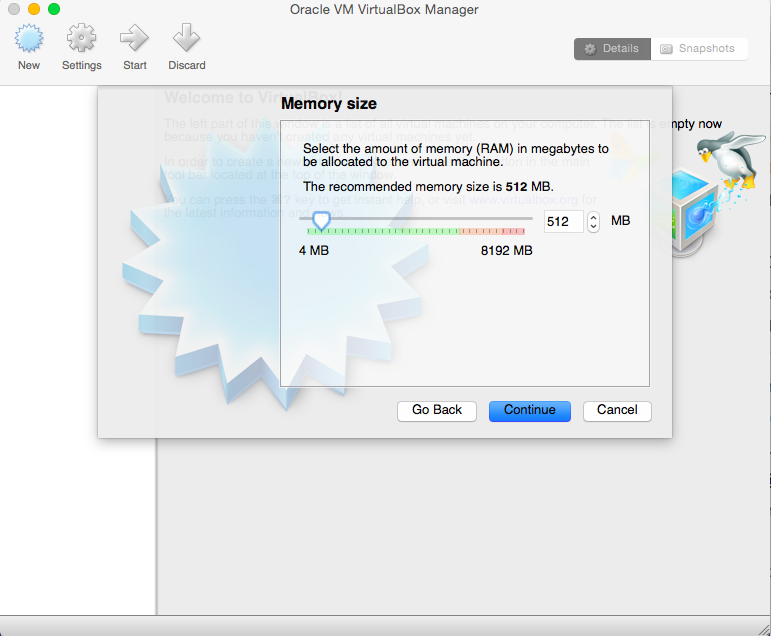 Oracle VM VirtualBox Manager
New
Settings
Start
Discard
Details
Snapshots
Welcome to VirtualBox!
The left part of this window is a list of all virtual machines on your computer. The list is empty now
because you haven't created any virtual machines yet.
In order to create a new
button in the main
tool bar located at the top of the window.
You can press the ⌘? key to get instant help, or visit www.virtualbox.org for
the latest information and news.
Memory size
Select the amount of memory (RAM) in megabytes to
be allocated to the virtual machine.
The recommended memory size is 512 MB.
512
MB
4 MB
8192 MB
Go Back
Continue
Cancel